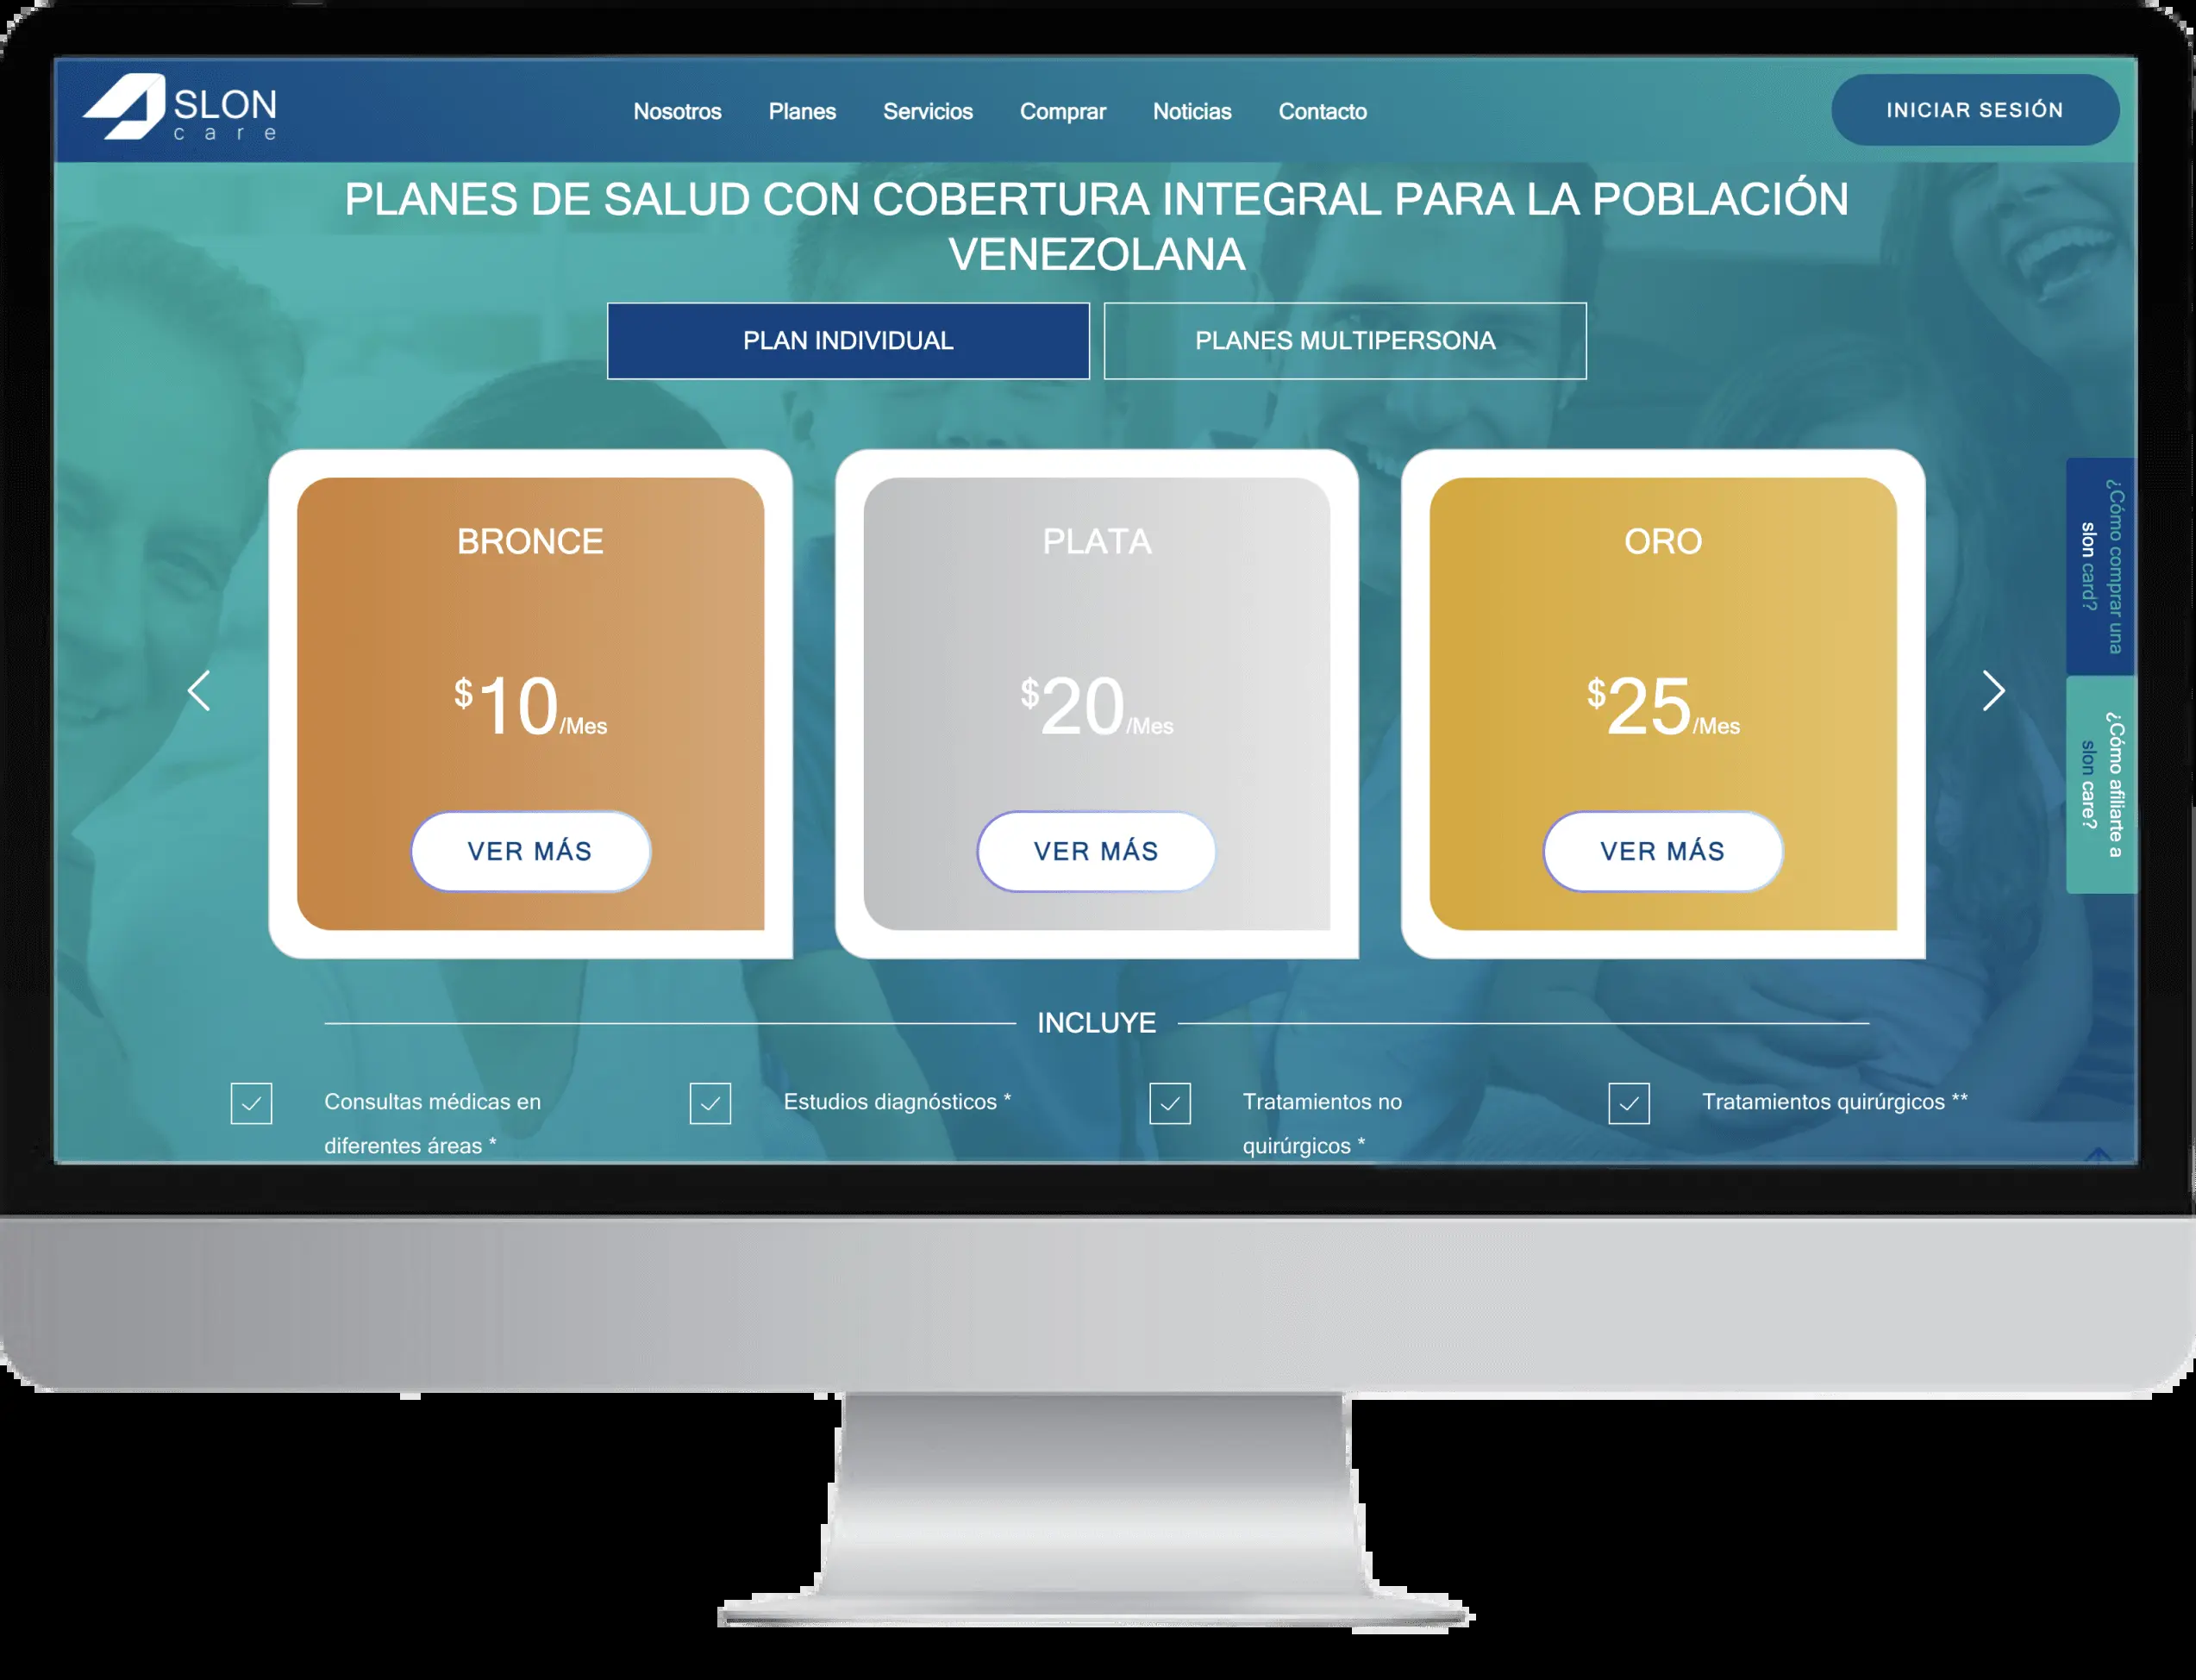 SLON
care
Nosotros Planes Servicios Comprar Noticias Contacto
INICIAR SESIÓN
PLANES DE SALUD CON COBERTURA INTEGRAL PARA LA POBLACIÓN
VENEZOLANA
PLAN INDIVIDUAL PLANES MULTIPERSONA
BRONCE
$10/Mes
VER MÁS
PLATA
$20/Mes
VER MÁS
ORO
$25/Mes
VER MÁS
¿Cómo comprar una
slon card?
¿Cómo afiliarte a
slon care?
INCLUYE
Consultas médicas en
diferentes áreas *
Estudios diagnósticos *
Tratamientos no
quirúrgicos *
Tratamientos quirúrgicos **